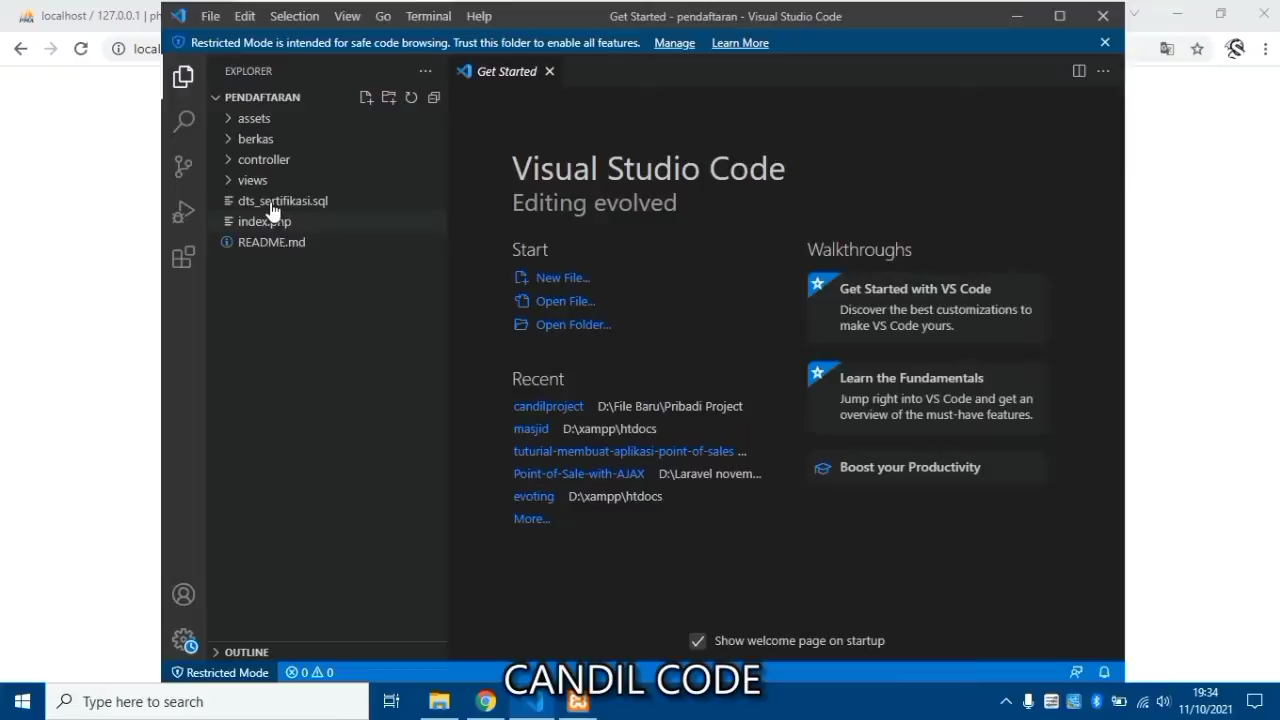 localhost / 127.0.0.1 | ph
local
File Edit Selection View Go Terminal Help
Get Started - pendaftaran - Visual Studio Code
Restricted Mode is intended for safe code browsing. Trust this folder to enable all features. Manage Learn More
EXPLORER
PENDAFTARAN
assets
berkas
controller
views
dts_sertifikasi.sql
index.php
README.md
OUTLINE
Get Started
Visual Studio Code
Editing evolved
Start
New File...
Open File...
Open Folder...
Recent
candilproject D:\File Baru\Pribadi Project
masjid D:\xampp\htdocs
tuturial-membuat-aplikasi-point-of-sales ...
Point-of-Sale-with-AJAX D:\Laravel novem...
evoting D:\xampp\htdocs
More...
Walkthroughs
Get Started with VS Code
Discover the best customizations to
make VS Code yours.
Learn the Fundamentals
Jump right into VS Code and get an
overview of the must-have features.
Boost your Productivity
Show welcome page on startup
Restricted Mode 0 0
CANDIL CODE
Type here to search
19:34
11/10/2021